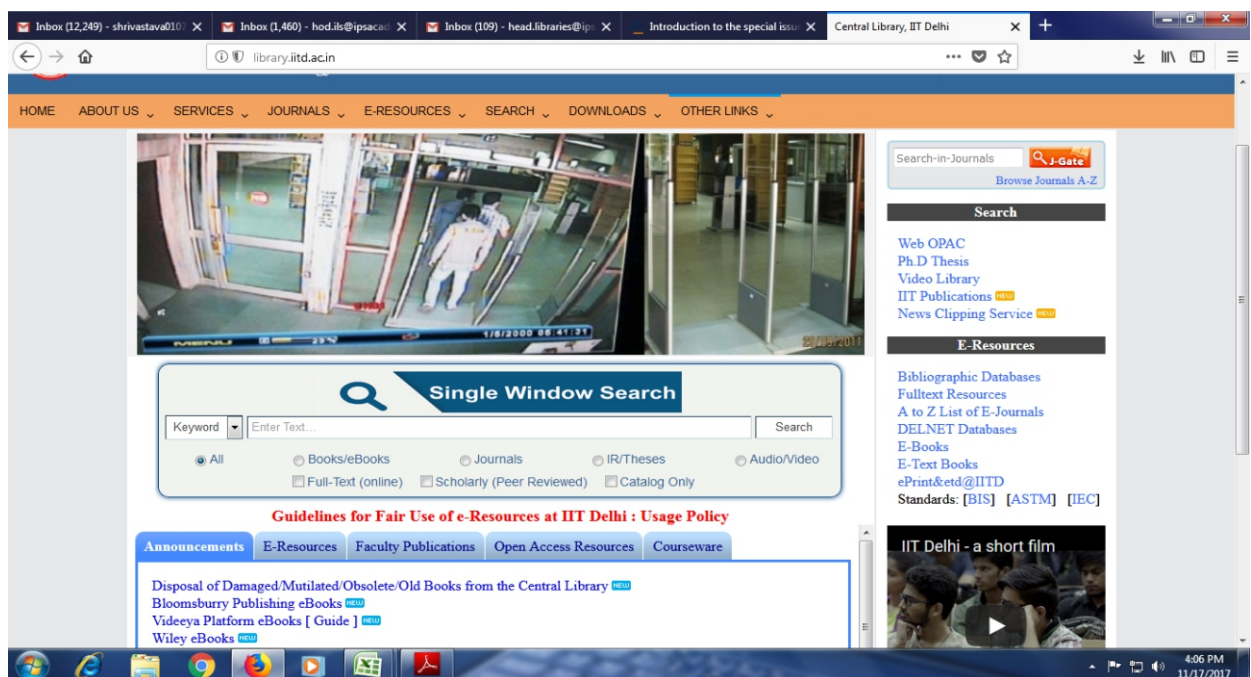 Inbox (12,249) - shrivastava0107
Inbox (1,460) - hod.ils@ipsacad
Inbox (109) - head.libraries@ips
Introduction to the special issu
Central Library, IIT Delhi
library.iitd.ac.in
HOME ABOUT US SERVICES JOURNALS E-RESOURCES SEARCH DOWNLOADS OTHER LINKS
MENU 1/6/2000 06:41:31
Search-in-Journals J-Gate
Browse Journals A-Z
Search
Web OPAC
Ph.D Thesis
Video Library
IIT Publications NEW
News Clipping Service NEW
E-Resources
Bibliographic Databases
Fulltext Resources
A to Z List of E-Journals
DELNET Databases
E-Books
E-Text Books
ePrint&etd@IITD
Standards: [BIS] [ASTM] [IEC]
IIT Delhi - a short film
Single Window Search
Keyword Enter Text... Search
All Books/eBooks Journals IR/Theses Audio/Video
Full-Text (online) Scholarly (Peer Reviewed) Catalog Only
Guidelines for Fair Use of e-Resources at IIT Delhi : Usage Policy
Announcements E-Resources Faculty Publications Open Access Resources Courseware
Disposal of Damaged/Mutilated/Obsolete/Old Books from the Central Library NEW
Bloomsburry Publishing eBooks NEW
Videeya Platform eBooks [ Guide ] NEW
Wiley eBooks NEW
4:06 PM
11/17/2017